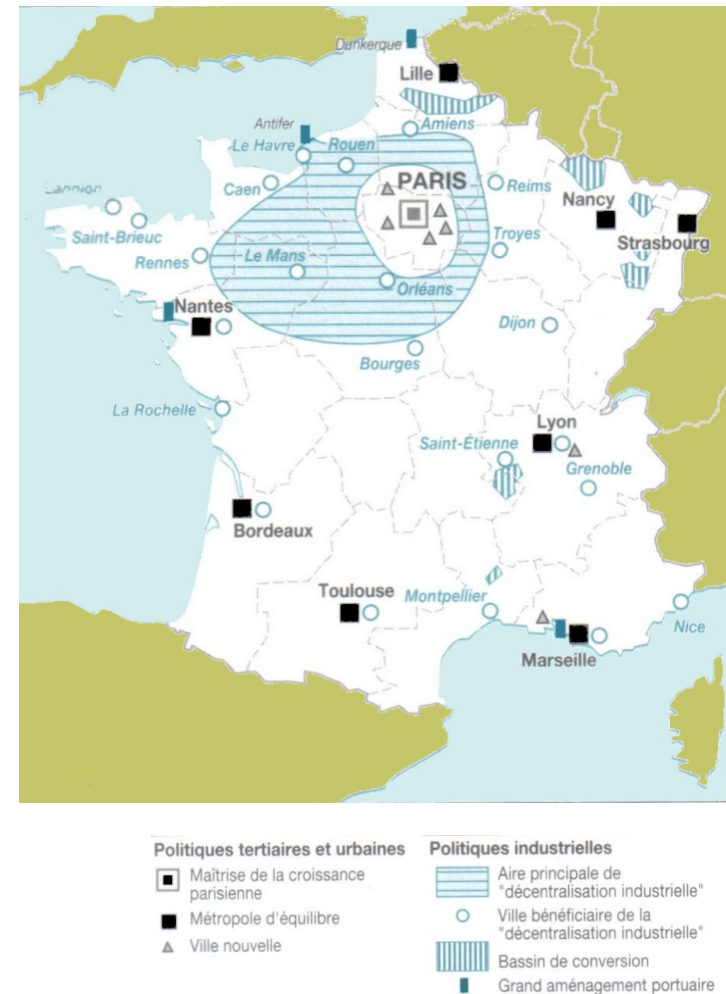 Dunkerque
Lille
Antifer
Amiens
Le Havre
Rouen
PARIS
Caen
Reims
Nancy
Saint-Brieuc
Strasbourg
Troyes
Rennes
Le Mans
Orléans
Nantes
Dijon
Bourges
La Rochelle
Lyon
Saint-Étienne
Grenoble
Bordeaux
Toulouse
Montpellier
Nice
Marseille
Politiques tertiaires et urbaines
Maîtrise de la croissance
parisienne
Métropole d'équilibre
Ville nouvelle
Politiques industrielles
Aire principale de
"décentralisation industrielle"
Ville bénéficiaire de la
"décentralisation industrielle"
Bassin de conversion
Grand aménagement portuaire